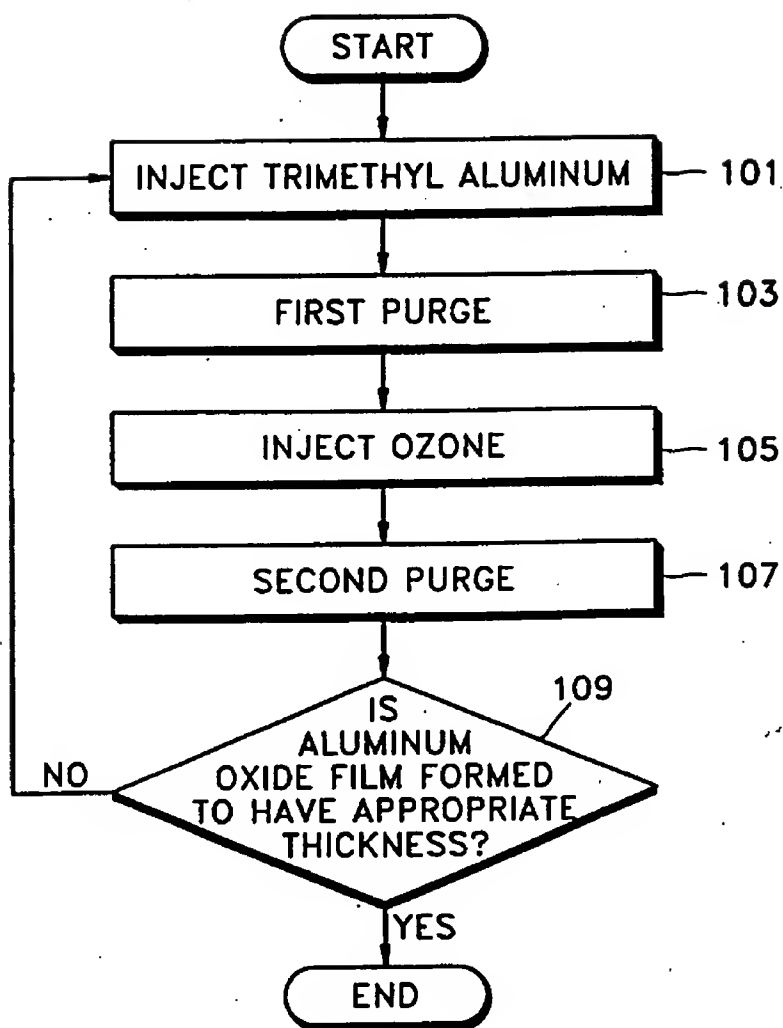 START
INJECT TRIMETHYL ALUMINUM
101
FIRST PURGE
103
INJECT OZONE
105
SECOND PURGE
107
109
IS
ALUMINUM
OXIDE FILM FORMED
TO HAVE APPROPRIATE
THICKNESS?
NO
YES
END